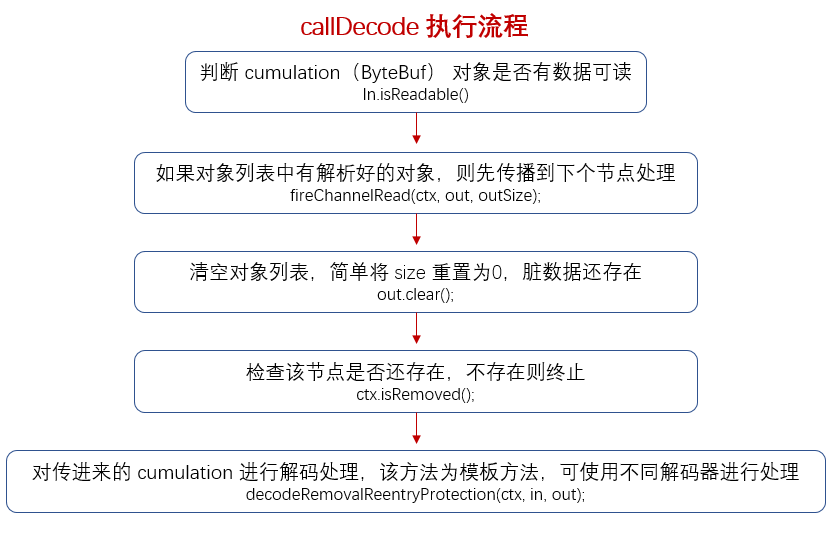 callDecode 执行流程
判断 cumulation（ByteBuf） 对象是否有数据可读
In.isReadable()
如果对象列表中有解析好的对象，则先传播到下个节点处理
fireChannelRead(ctx, out, outSize);
清空对象列表，简单将 size 重置为0，脏数据还存在
out.clear();
检查该节点是否还存在，不存在则终止
ctx.isRemoved();
对传进来的 cumulation 进行解码处理，该方法为模板方法，可使用不同解码器进行处理
decodeRemovalReentryProtection(ctx, in, out);